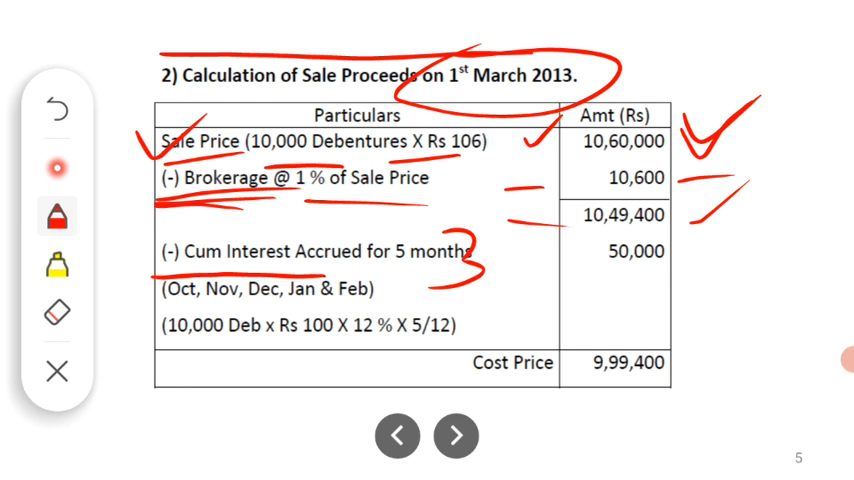 2) Calculation of Sale Proceeds on 1st March 2013.
Particulars Amt (Rs)
Sale Price (10,000 Debentures X Rs 106) 10,60,000
(-) Brokerage @ 1 % of Sale Price 10,600
10,49,400
(-) Cum Interest Accrued for 5 months 50,000
(Oct, Nov, Dec, Jan & Feb)
(10,000 Deb x Rs 100 X 12 % X 5/12)
Cost Price 9,99,400
5